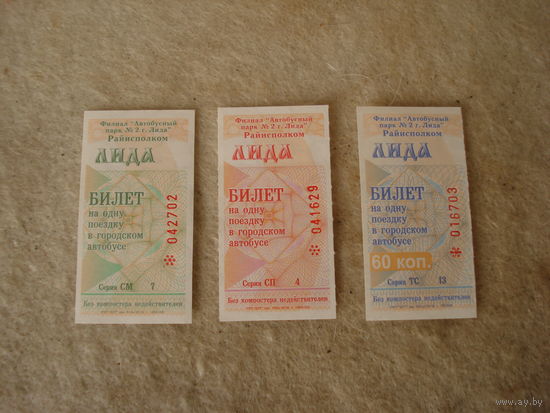 Филиал "Автобусный
парк № 2 г. Лида"
Райисполком
ЛИДА
БИЛЕТ
на одну
поездку
в городском
автобусе
042702
Серия СМ 7
Без компостера недействителен
Филиал "Автобусный
парк № 2 г. Лида"
Райисполком
ЛИДА
БИЛЕТ
на одну
поездку
в городском
автобусе
041629
Серия СП 4
Без компостера недействителен
Филиал "Автобусный
парк № 2 г. Лида"
Райисполком
ЛИДА
БИЛЕТ
на одну
поездку
в городском
автобусе
016703
60 коп.
Серия ТС 13
Без компостера недействителен
www.ay.by